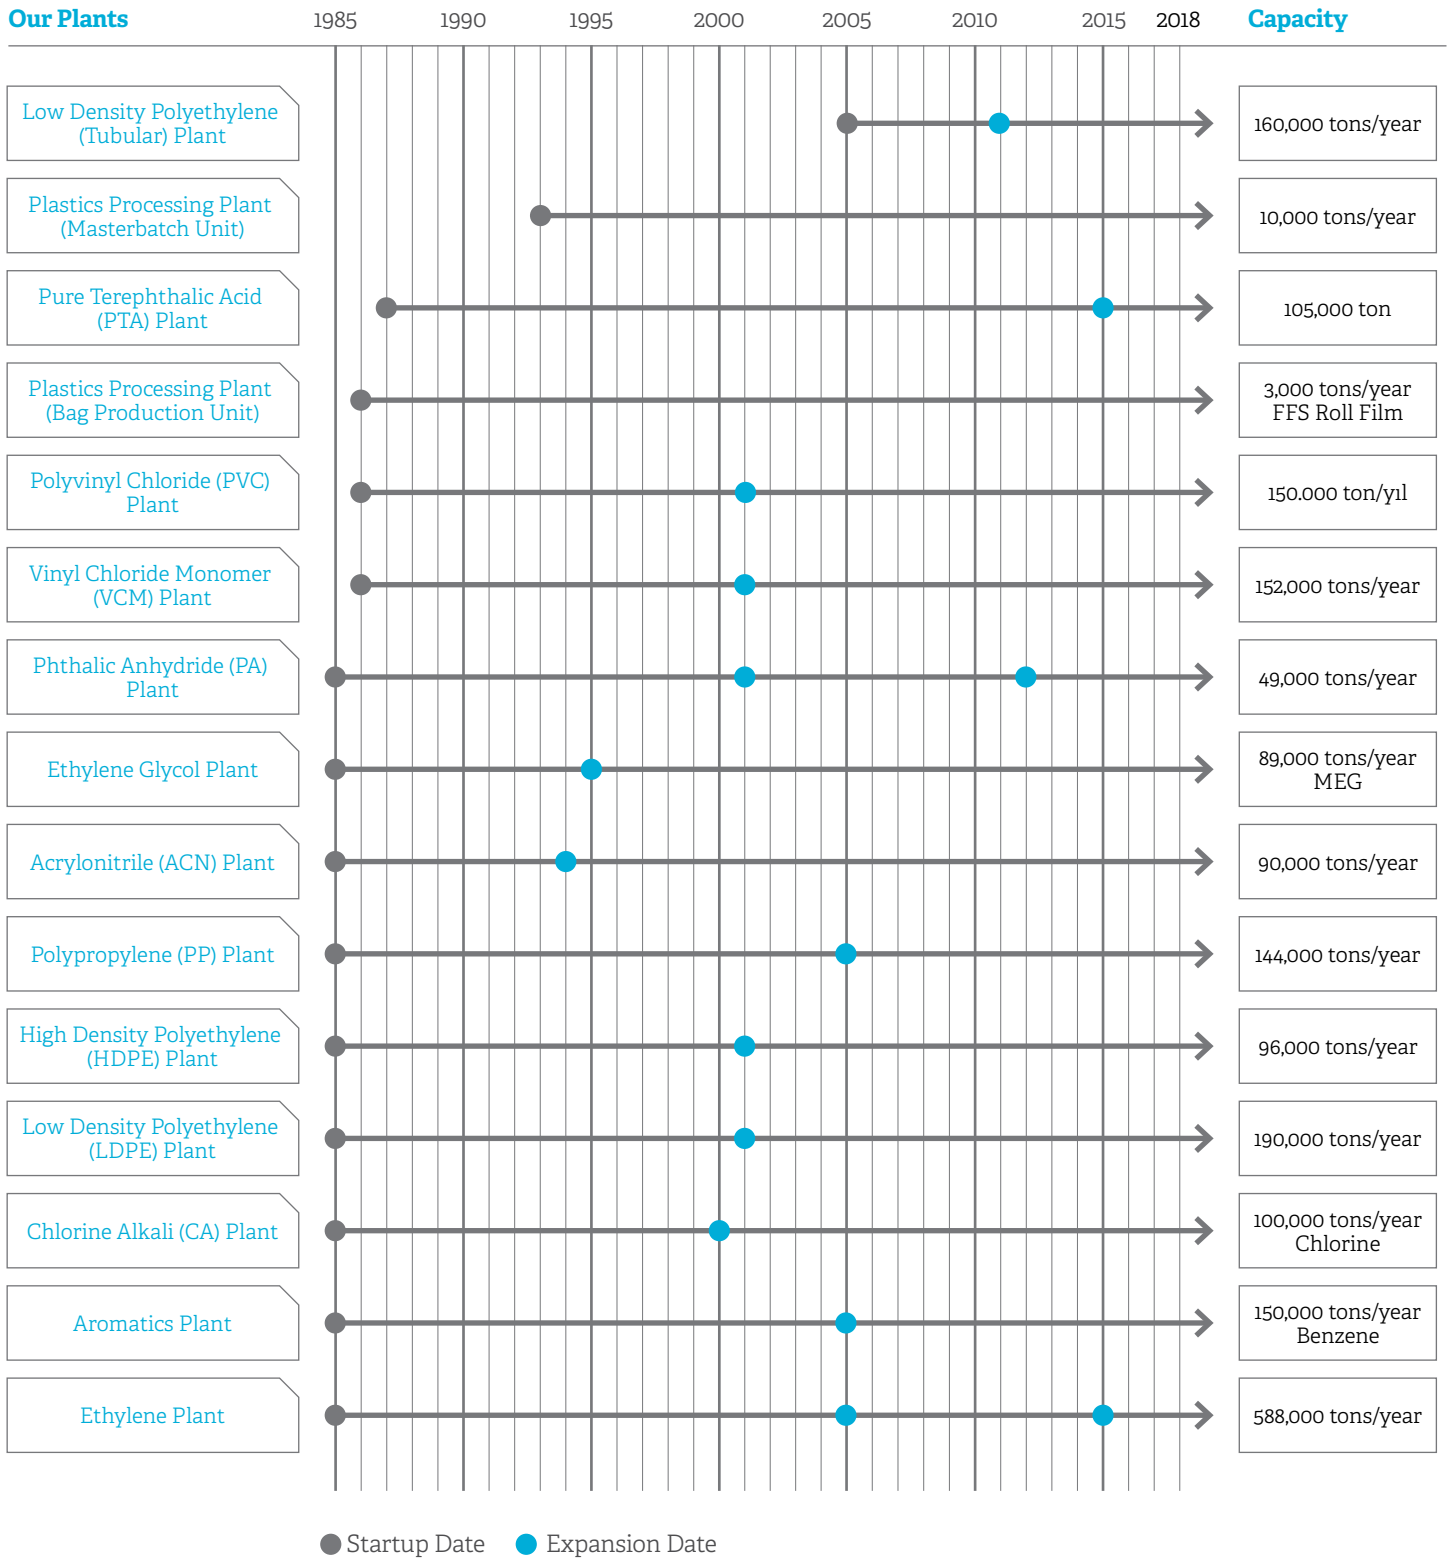 Our Plants 1985 1990 1995 2000 2005 2010 2015 2018 Capacity
Low Density Polyethylene
(Tubular) Plant
160,000 tons/year
Plastics Processing Plant
(Masterbatch Unit)
10,000 tons/year
Pure Terephthalic Acid
(PTA) Plant
105,000 ton
Plastics Processing Plant
(Bag Production Unit)
3,000 tons/year
FFS Roll Film
Polyvinyl Chloride (PVC)
Plant
150.000 ton/yıl
Vinyl Chloride Monomer
(VCM) Plant
152,000 tons/year
Phthalic Anhydride (PA)
Plant
49,000 tons/year
Ethylene Glycol Plant
89,000 tons/year
MEG
Acrylonitrile (ACN) Plant
90,000 tons/year
Polypropylene (PP) Plant
144,000 tons/year
High Density Polyethylene
(HDPE) Plant
96,000 tons/year
Low Density Polyethylene
(LDPE) Plant
190,000 tons/year
Chlorine Alkali (CA) Plant
100,000 tons/year
Chlorine
Aromatics Plant
150,000 tons/year
Benzene
Ethylene Plant
588,000 tons/year
Startup Date Expansion Date